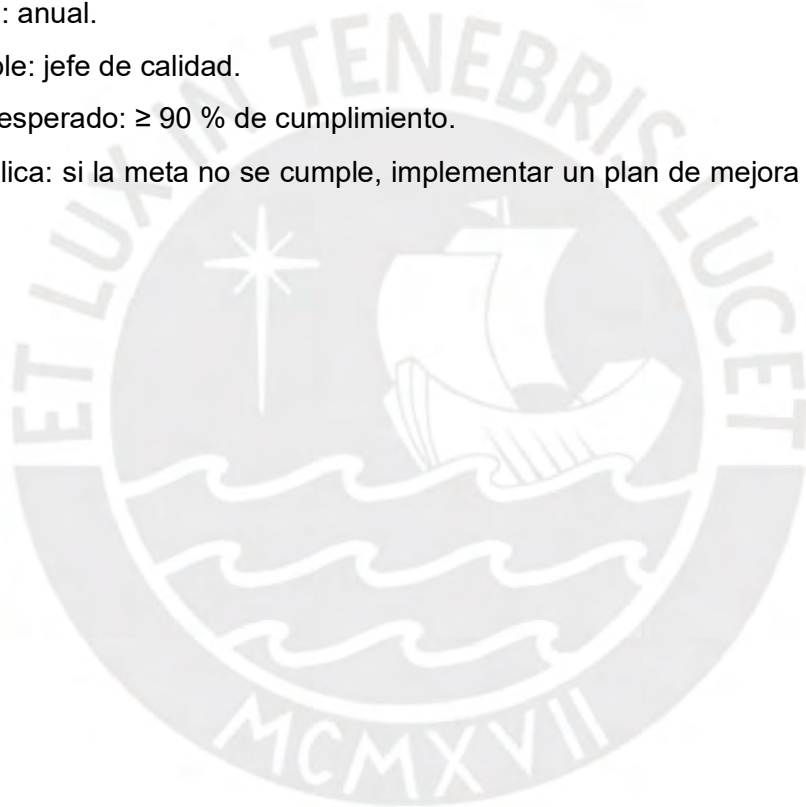 : anual.
ble: jefe de calidad.
esperado: ≥ 90 % de cumplimiento.
lica: si la meta no se cumple, implementar un plan de mejora
ET LUX IN TENEBRIS LUCET
MCMXVII